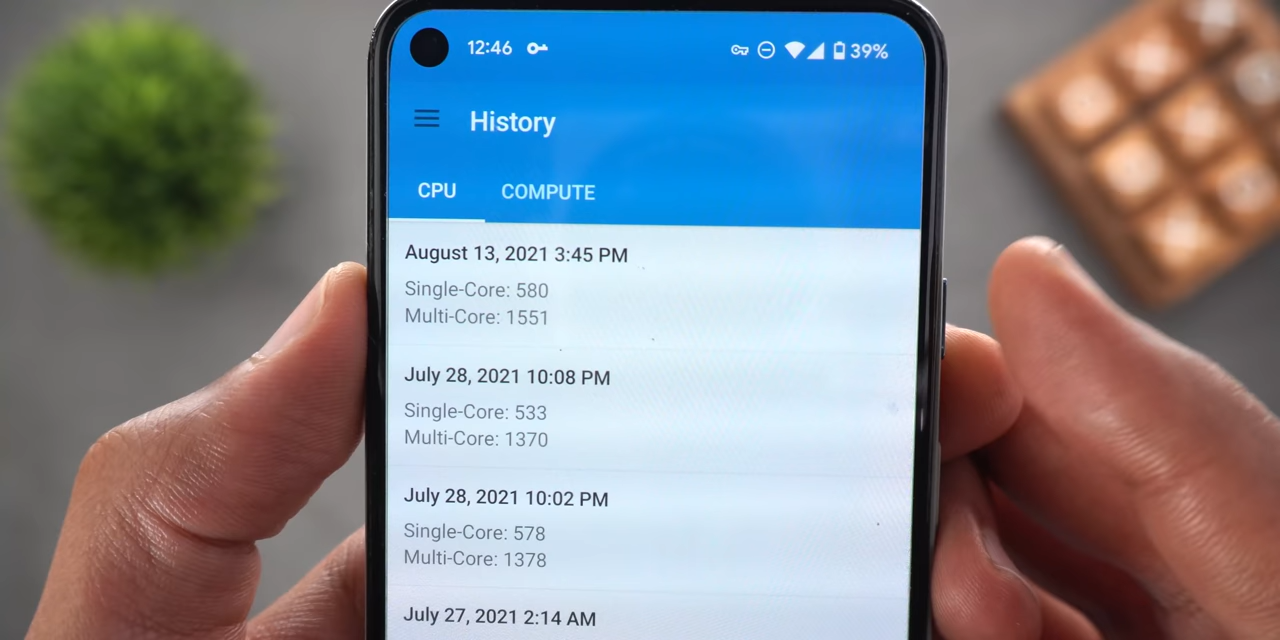 12:46 39%
History
CPU COMPUTE
August 13, 2021 3:45 PM
Single-Core: 580
Multi-Core: 1551
July 28, 2021 10:08 PM
Single-Core: 533
Multi-Core: 1370
July 28, 2021 10:02 PM
Single-Core: 578
Multi-Core: 1378
July 27, 2021 2:14 AM